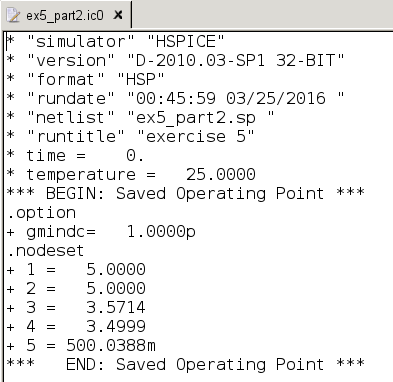 ex5_part2.ic0 ×
* "simulator" "HSPICE"
* "version" "D-2010.03-SP1 32-BIT"
* "format" "HSP"
* "rundate" "00:45:59 03/25/2016 "
* "netlist" "ex5_part2.sp "
* "runtitle" "exercise 5"
* time =    0.
* temperature =   25.0000
*** BEGIN: Saved Operating Point ***
.option
+ gmindc=   1.0000p
.nodeset
+ 1 =   5.0000
+ 2 =   5.0000
+ 3 =   3.5714
+ 4 =   3.4999
+ 5 = 500.0388m
***   END: Saved Operating Point ***